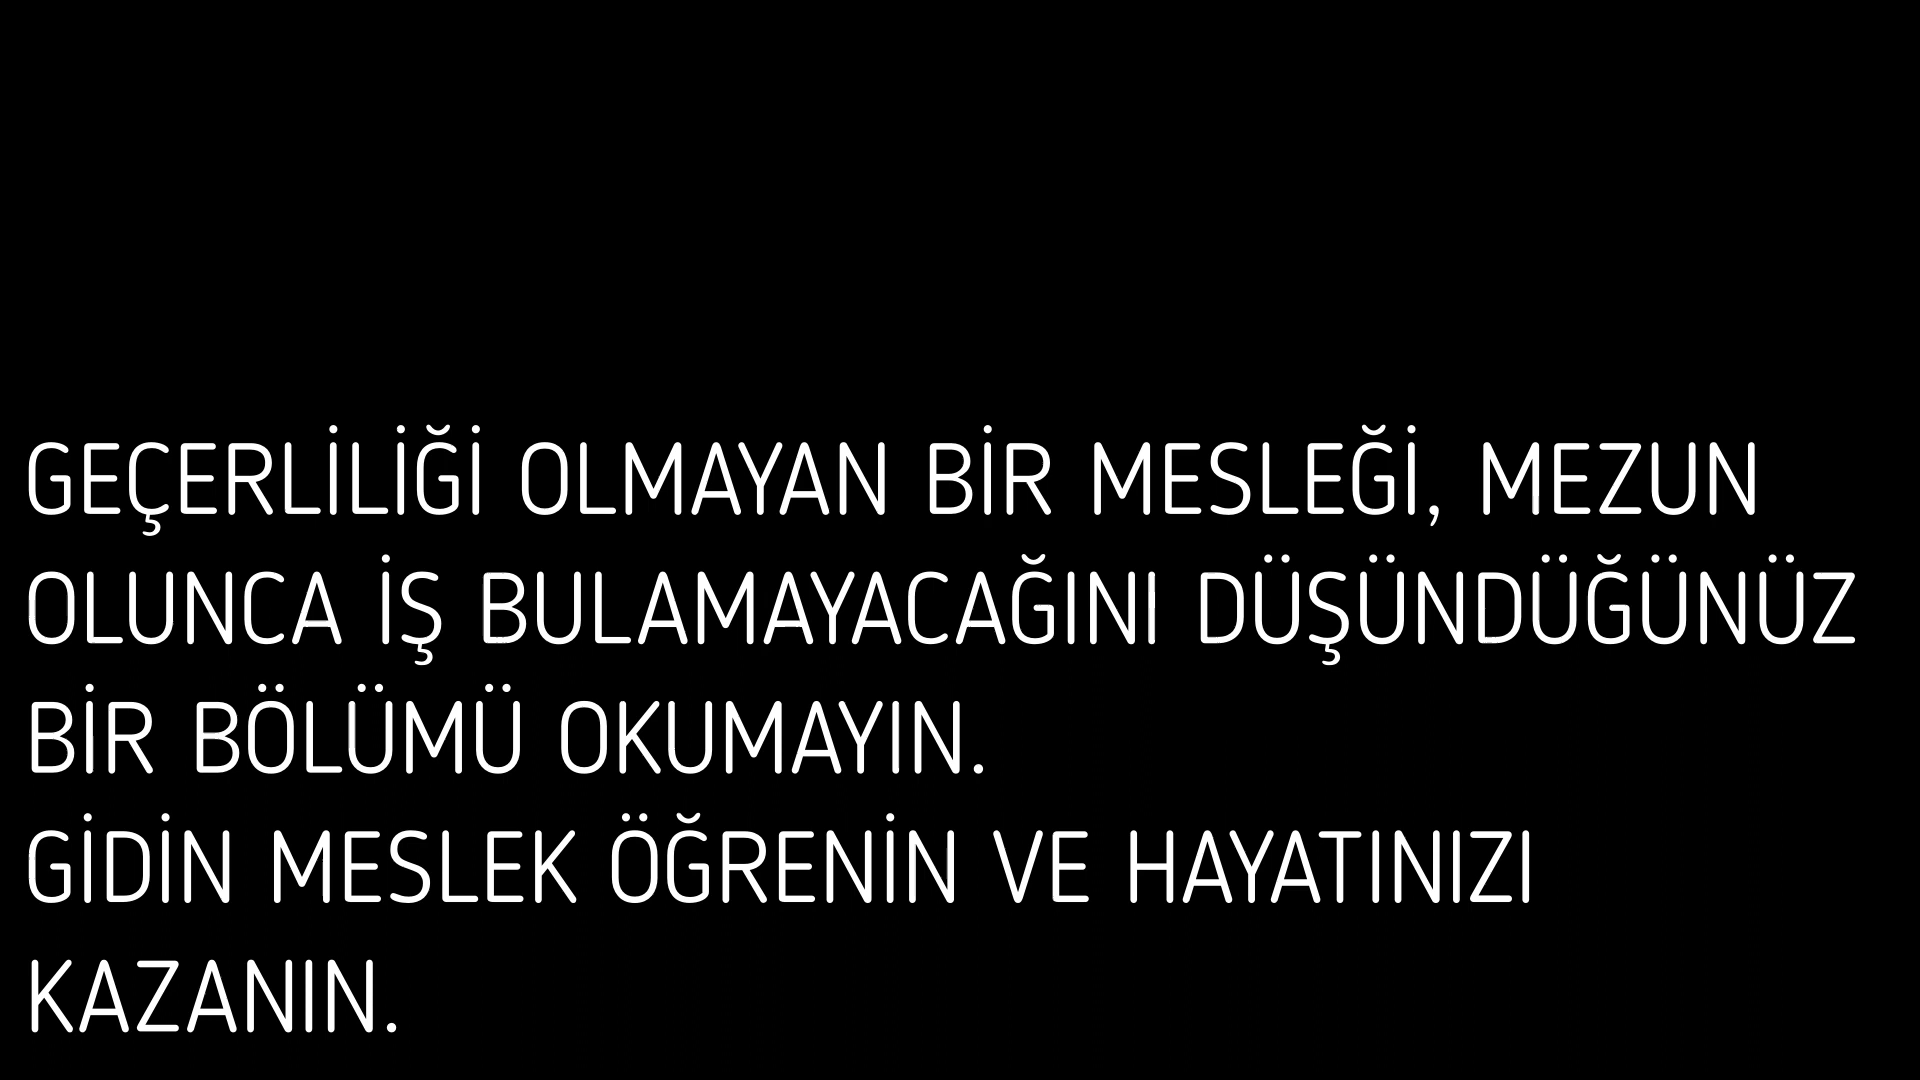 GEÇERLİLİĞİ OLMAYAN BİR MESLEĞİ, MEZUN
OLUNCA İŞ BULAMAYACAĞINI DÜŞÜNDÜĞÜNÜZ
BİR BÖLÜMÜ OKUMAYIN.
GİDİN MESLEK ÖĞRENİN VE HAYATINIZI
KAZANIN.